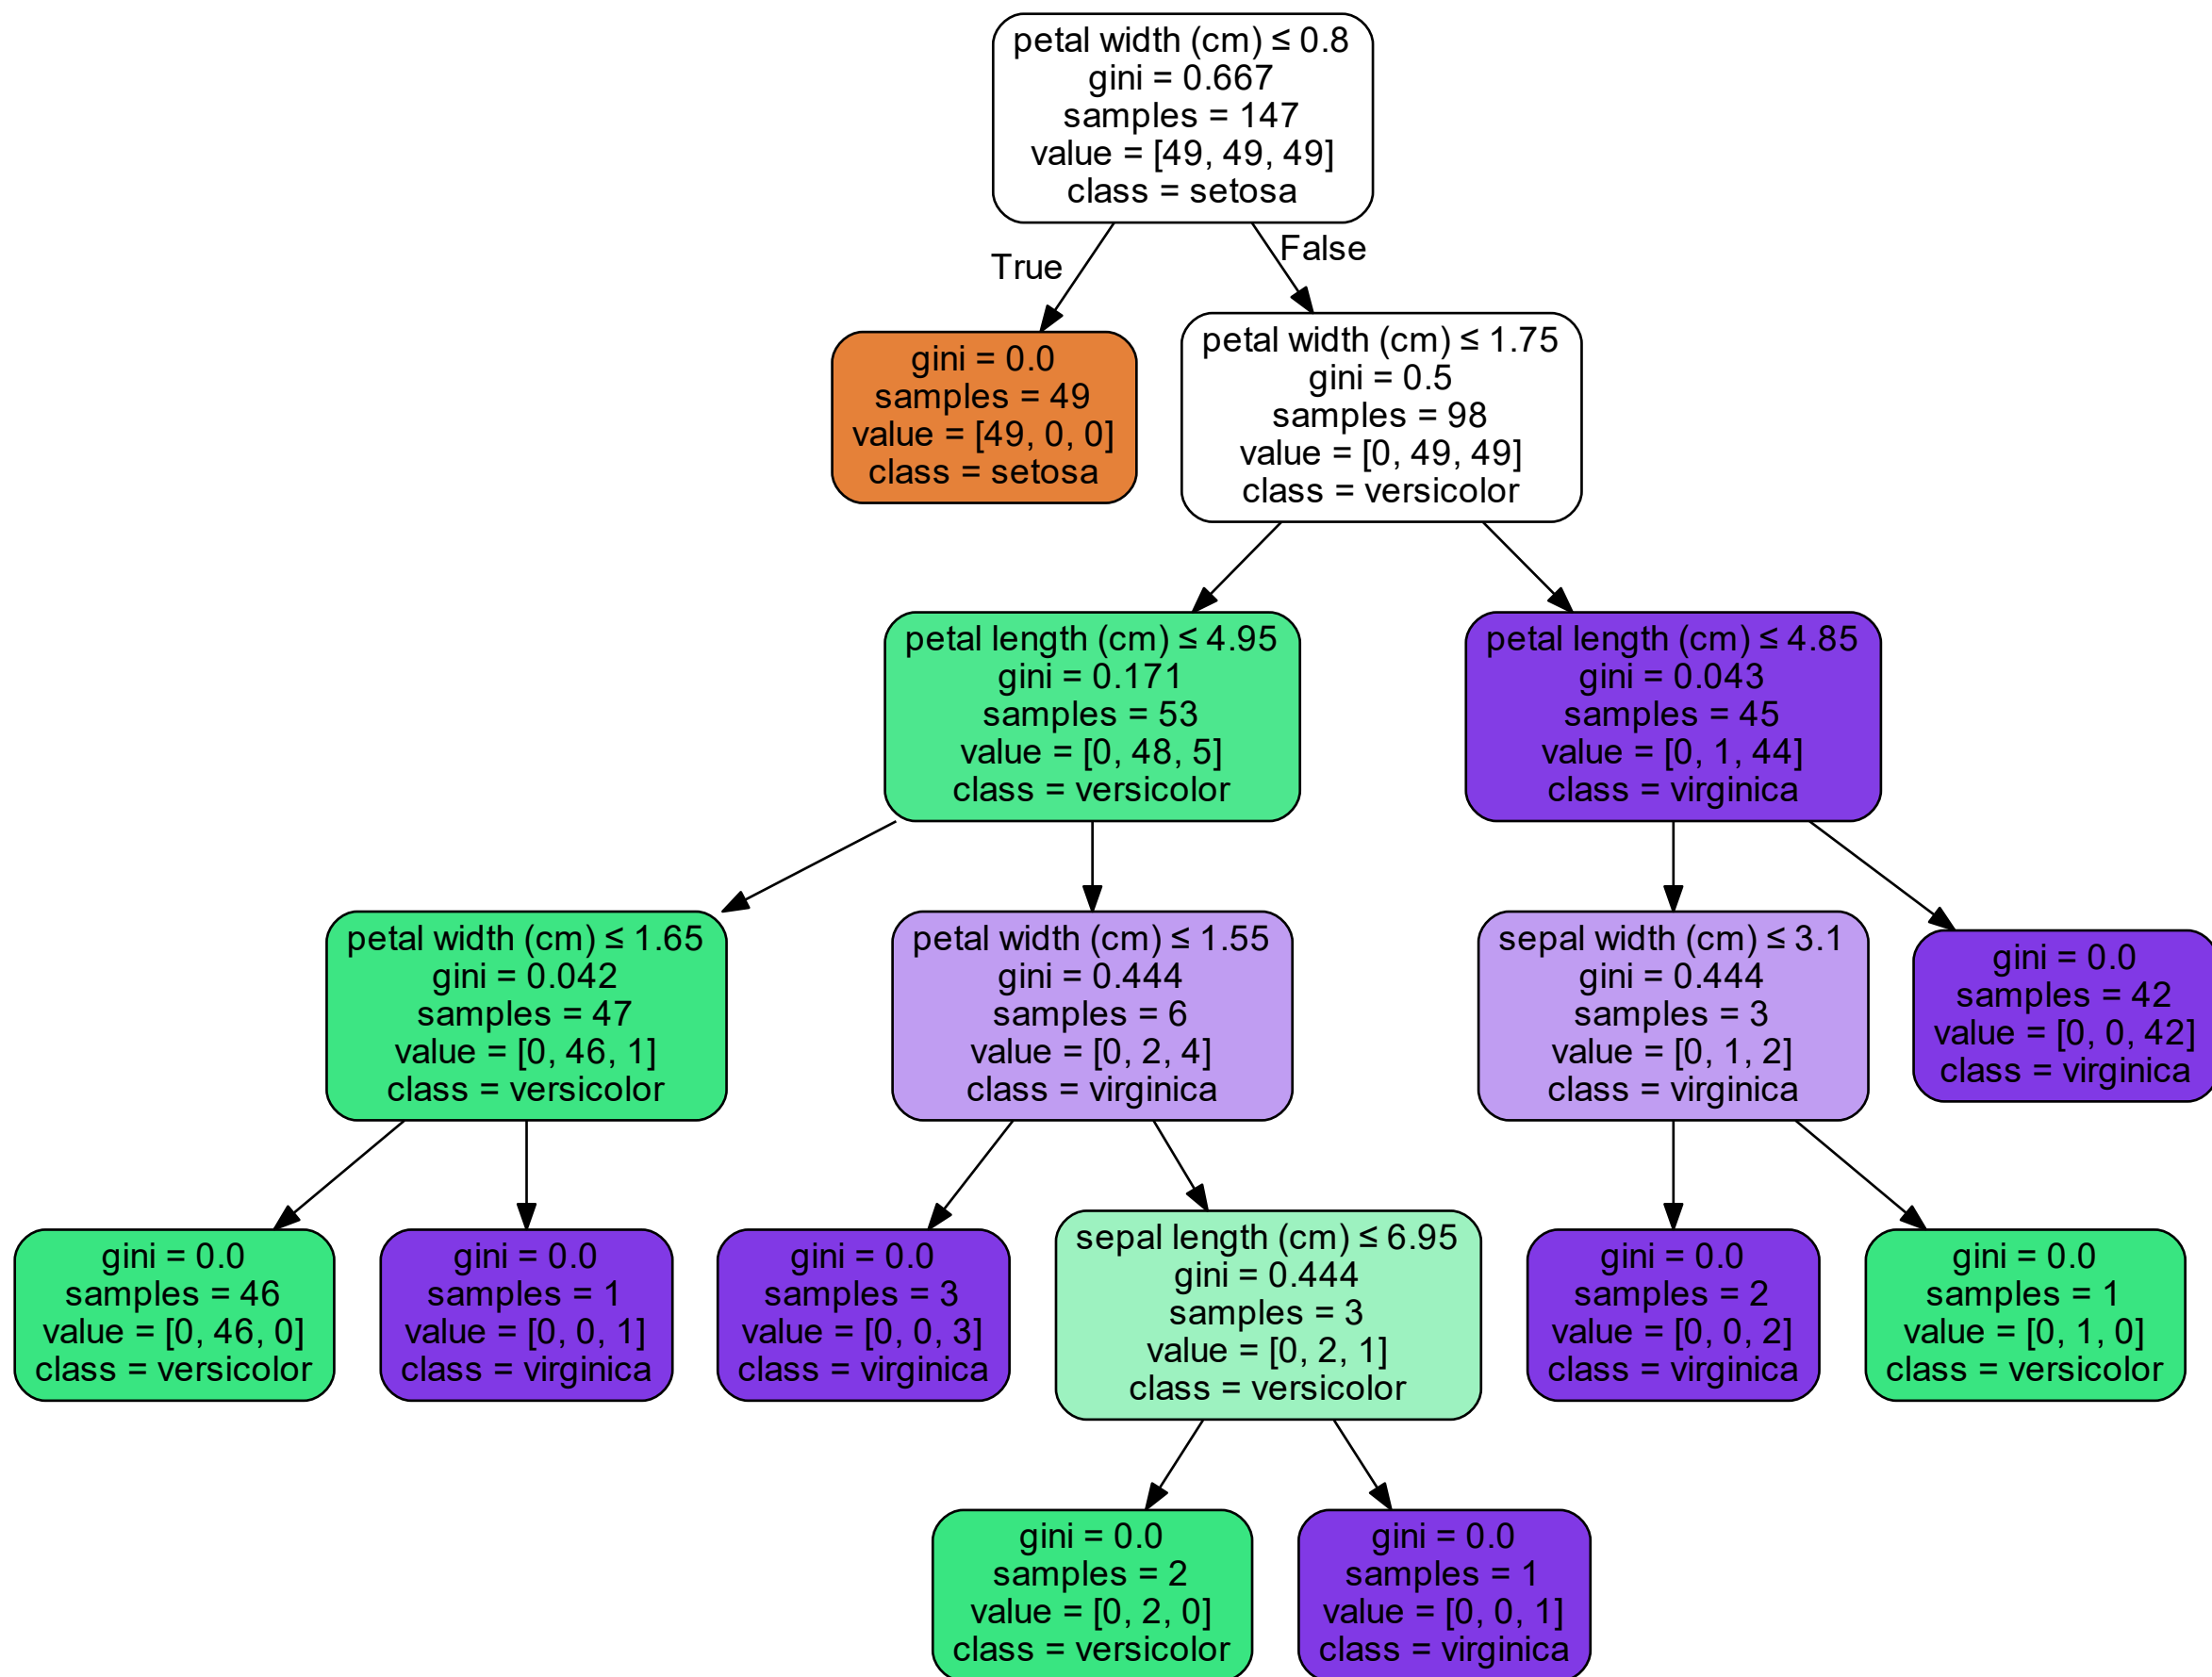 petal width (cm) ≤ 0.8
gini = 0.667
samples = 147
value = [49, 49, 49]
class = setosa
True
False
gini = 0.0
samples = 49
value = [49, 0, 0]
class = setosa
petal width (cm) ≤ 1.75
gini = 0.5
samples = 98
value = [0, 49, 49]
class = versicolor
petal length (cm) ≤ 4.95
gini = 0.171
samples = 53
value = [0, 48, 5]
class = versicolor
petal length (cm) ≤ 4.85
gini = 0.043
samples = 45
value = [0, 1, 44]
class = virginica
petal width (cm) ≤ 1.65
gini = 0.042
samples = 47
value = [0, 46, 1]
class = versicolor
petal width (cm) ≤ 1.55
gini = 0.444
samples = 6
value = [0, 2, 4]
class = virginica
sepal width (cm) ≤ 3.1
gini = 0.444
samples = 3
value = [0, 1, 2]
class = virginica
gini = 0.0
samples = 42
value = [0, 0, 42]
class = virginica
gini = 0.0
samples = 46
value = [0, 46, 0]
class = versicolor
gini = 0.0
samples = 1
value = [0, 0, 1]
class = virginica
gini = 0.0
samples = 3
value = [0, 0, 3]
class = virginica
sepal length (cm) ≤ 6.95
gini = 0.444
samples = 3
value = [0, 2, 1]
class = versicolor
gini = 0.0
samples = 2
value = [0, 0, 2]
class = virginica
gini = 0.0
samples = 1
value = [0, 1, 0]
class = versicolor
gini = 0.0
samples = 2
value = [0, 2, 0]
class = versicolor
gini = 0.0
samples = 1
value = [0, 0, 1]
class = virginica